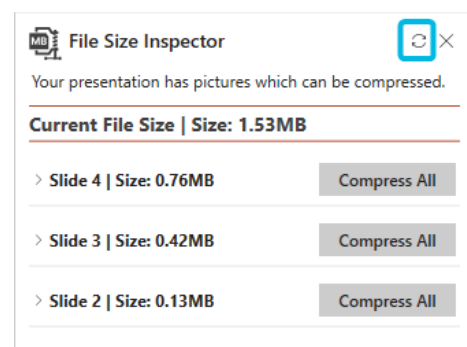 MB File Size Inspector
Your presentation has pictures which can be compressed.
Current File Size | Size: 1.53MB
Slide 4 | Size: 0.76MB Compress All
Slide 3 | Size: 0.42MB Compress All
Slide 2 | Size: 0.13MB Compress All